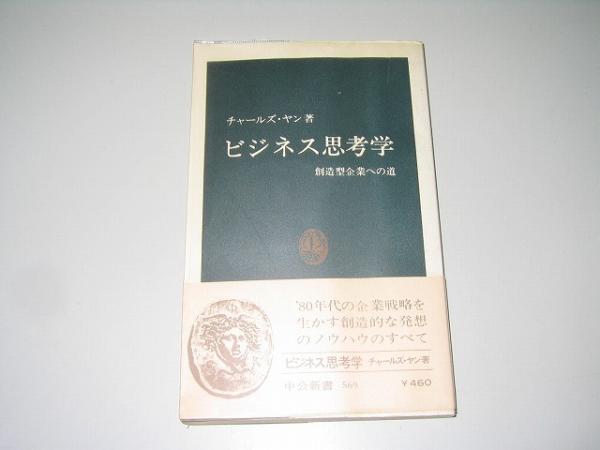 チャールズ・ヤン著
ビジネス思考学
創造型企業への道
'80年代の企業戦略を
生かす創造的な発想
のノウハウのすべて
ビジネス思考学 チャールズ・ヤン著
中公新書 569 ¥460